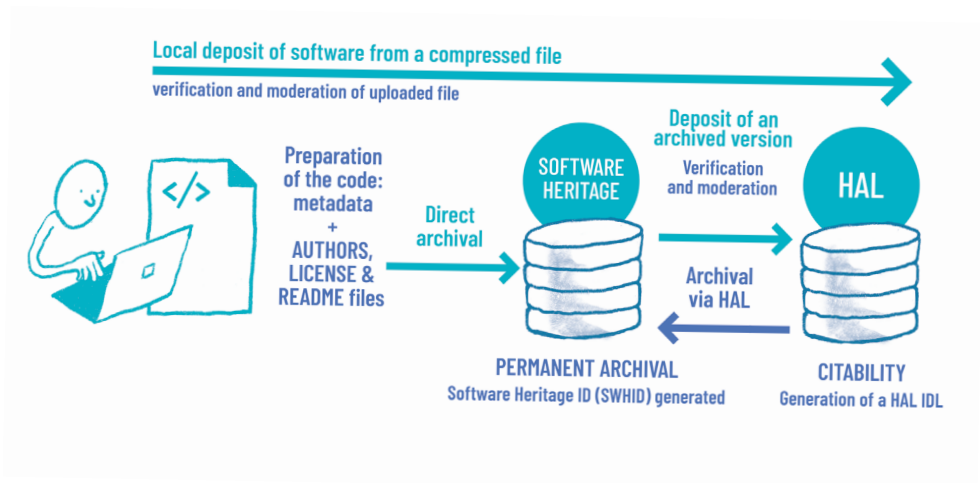 Local deposit of software from a compressed file
verification and moderation of uploaded file
</>
Preparation
of the code:
metadata
+
AUTHORS,
LICENSE &
README files
Direct
archival
SOFTWARE
HERITAGE
Deposit of an
archived version
Verification
and moderation
HAL
Archival
via HAL
PERMANENT ARCHIVAL
Software Heritage ID (SWHID) generated
CITABILITY
Generation of a HAL IDL